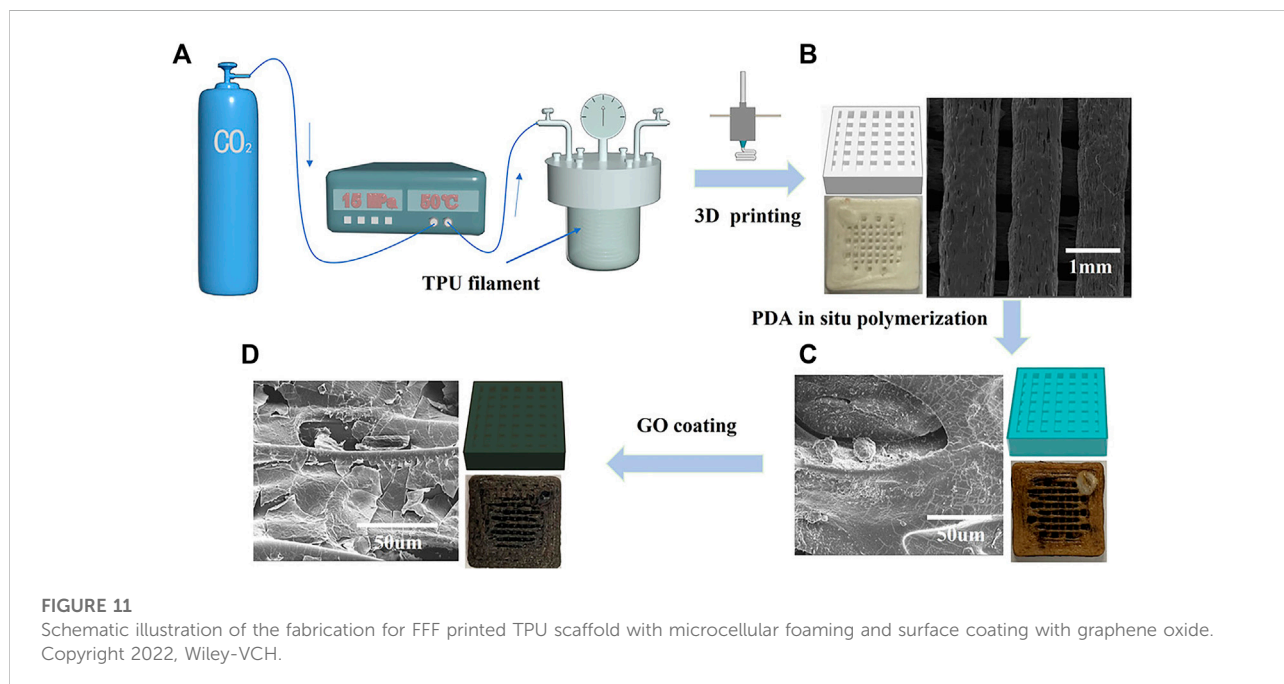 A
CO₂
15 MPa
50℃
TPU filament
3D printing
B
1mm
PDA in situ polymerization
D
C
GO coating
50um
50um
FIGURE 11
Schematic illustration of the fabrication for FFF printed TPU scaffold with microcellular foaming and surface coating with graphene oxide.
Copyright 2022, Wiley-VCH.